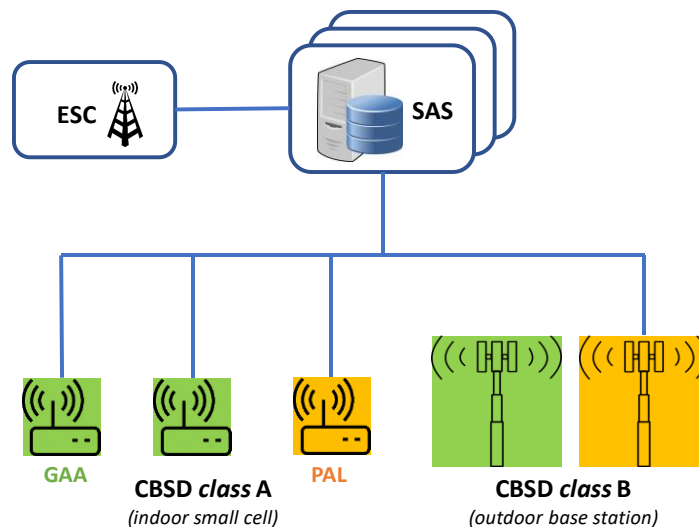 ESC
SAS
GAA
PAL
CBSD class A
(indoor small cell)
CBSD class B
(outdoor base station)